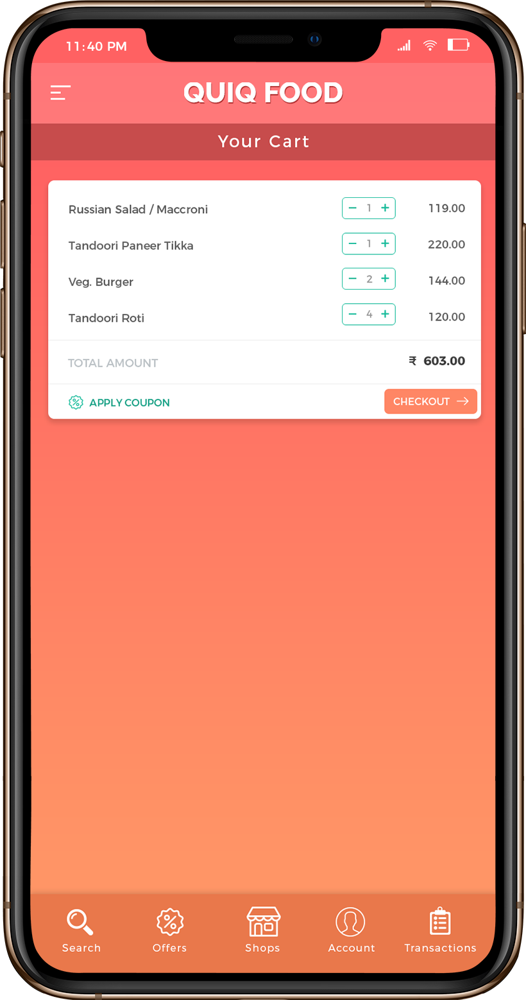 11:40 PM
QUIQ FOOD
Your Cart
Russian Salad / Maccroni − 1 + 119.00
Tandoori Paneer Tikka − 1 + 220.00
Veg. Burger − 2 + 144.00
Tandoori Roti − 4 + 120.00
TOTAL AMOUNT ₹ 603.00
APPLY COUPON CHECKOUT →
Search Offers Shops Account Transactions